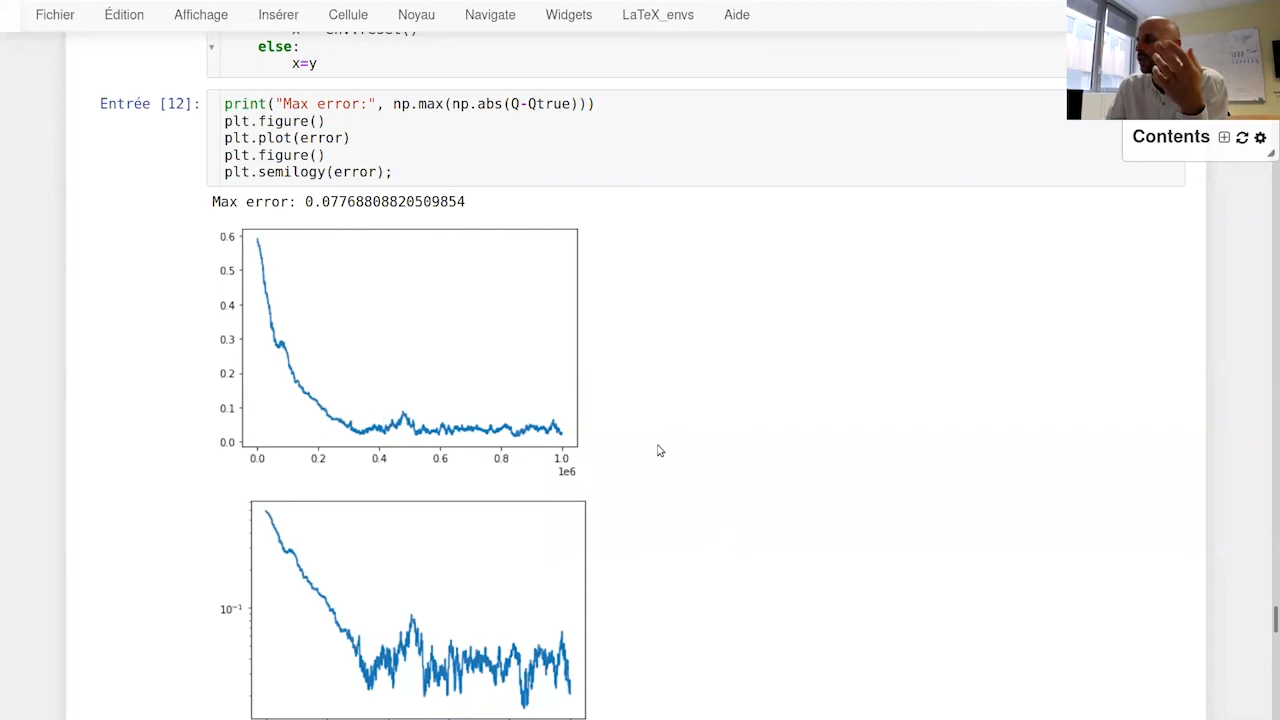 Fichier Édition Affichage Insérer Cellule Noyau Navigate Widgets LaTeX_envs Aide
else:
x=y
Entrée [12]:
print("Max error:", np.max(np.abs(Q-Qtrue)))
plt.figure()
plt.plot(error)
plt.figure()
plt.semilogy(error);
Contents
Max error: 0.07768808820509854
0.6
0.5
0.4
0.3
0.2
0.1
0.0
0.0 0.2 0.4 0.6 0.8 1.0
1e6
10⁻¹